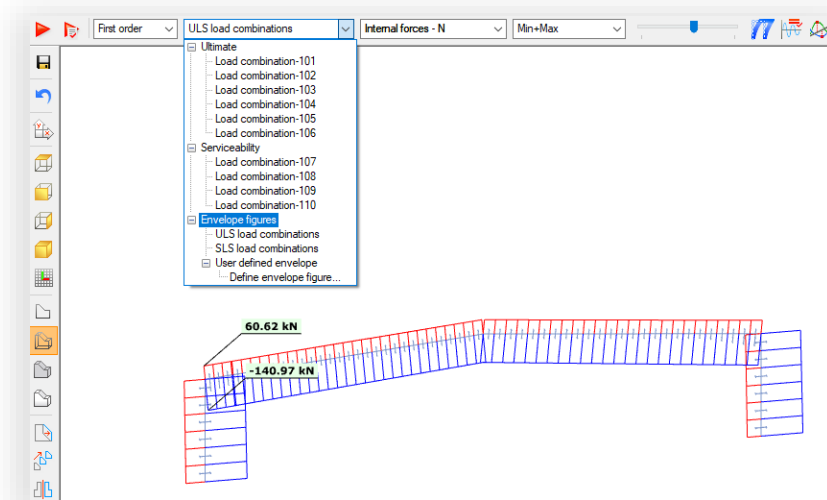 First order
ULS load combinations
Internal forces - N
Min+Max
Ultimate
Load combination-101
Load combination-102
Load combination-103
Load combination-104
Load combination-105
Load combination-106
Serviceability
Load combination-107
Load combination-108
Load combination-109
Load combination-110
Envelope figures
ULS load combinations
SLS load combinations
User defined envelope
Define envelope figure...
60.62 kN
-140.97 kN